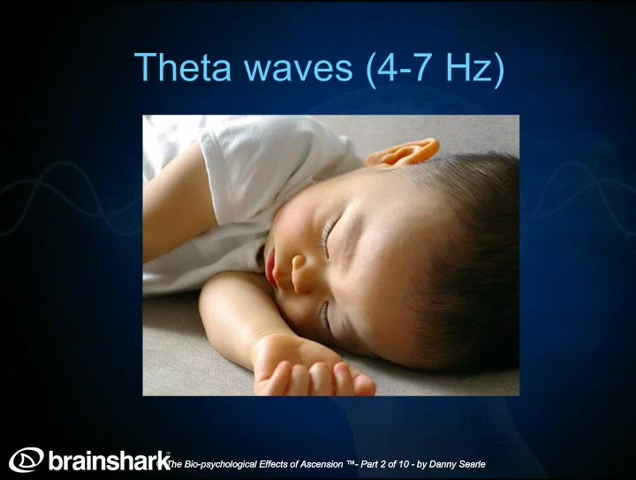 Theta waves (4-7 Hz)
brainshark
The Bio-psychological Effects of Ascension ™- Part 2 of 10 - by Danny Searle